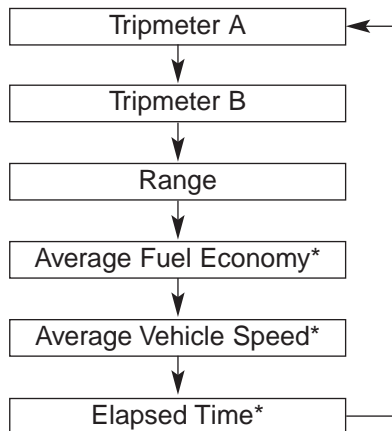 Tripmeter A
Tripmeter B
Range
Average Fuel Economy*
Average Vehicle Speed*
Elapsed Time*